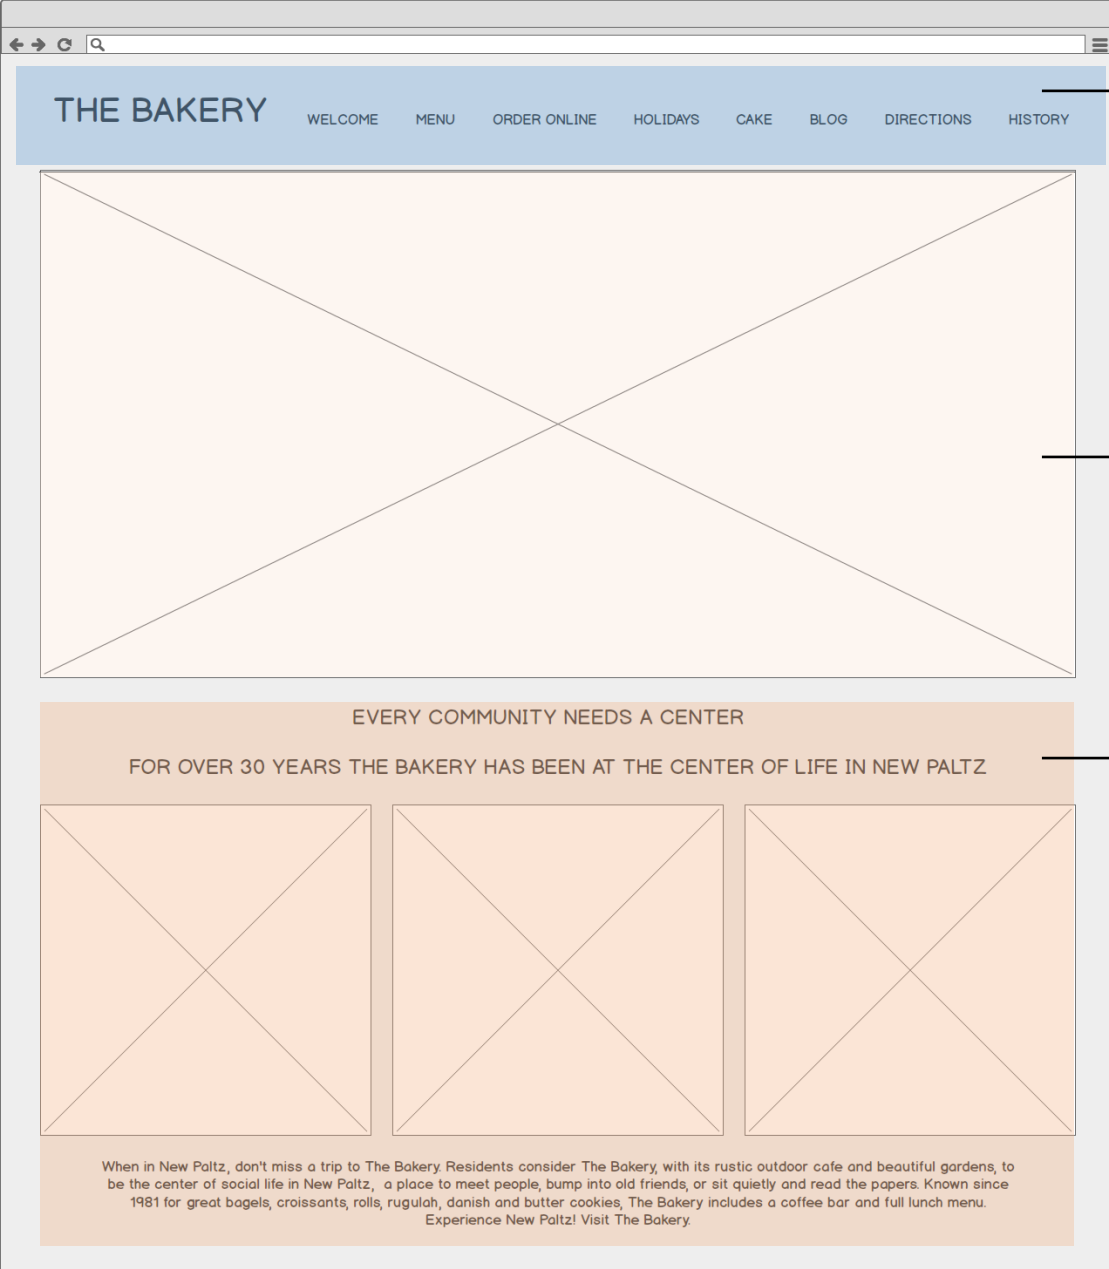 THE BAKERY
WELCOME MENU ORDER ONLINE HOLIDAYS CAKE BLOG DIRECTIONS HISTORY
EVERY COMMUNITY NEEDS A CENTER
FOR OVER 30 YEARS THE BAKERY HAS BEEN AT THE CENTER OF LIFE IN NEW PALTZ
When in New Paltz, don't miss a trip to The Bakery. Residents consider The Bakery, with its rustic outdoor cafe and beautiful gardens, to
be the center of social life in New Paltz, a place to meet people, bump into old friends, or sit quietly and read the papers. Known since
1981 for great bagels, croissants, rolls, rugulah, danish and butter cookies, The Bakery includes a coffee bar and full lunch menu.
Experience New Paltz! Visit The Bakery.